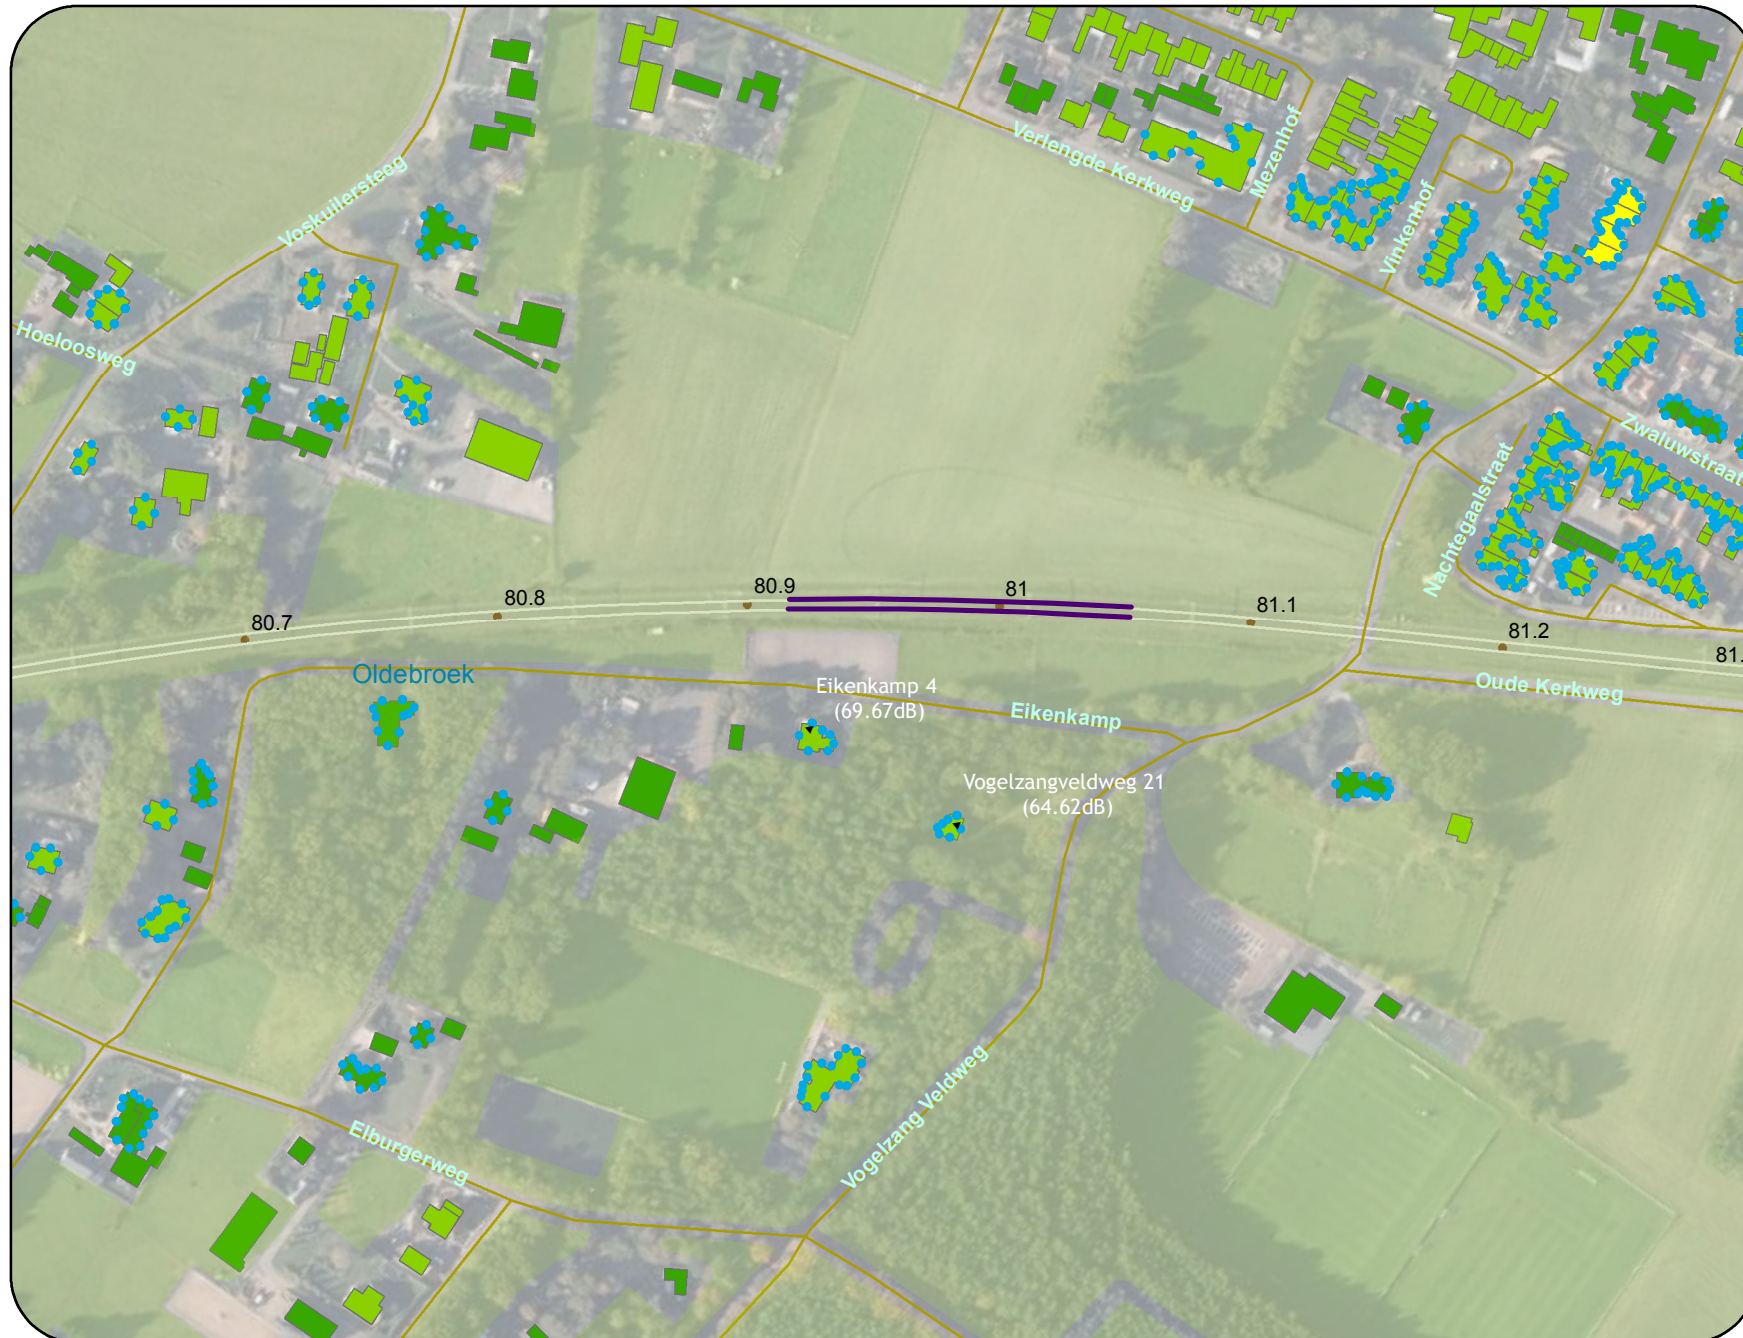 Verlengde Kerkweg
Mezenhof
Vinkenhof
Voskuilersteeg
Hoeloosweg
Zwaluwstraat
Nachtegaalstraat
80.7
80.8
80.9
81
81.1
81.2
81.
Oldebroek
Eikenkamp 4
(69.67dB)
Eikenkamp
Oude Kerkweg
Vogelzangveldweg 21
(64.62dB)
Vogelzang Veldweg
Elburgerweg